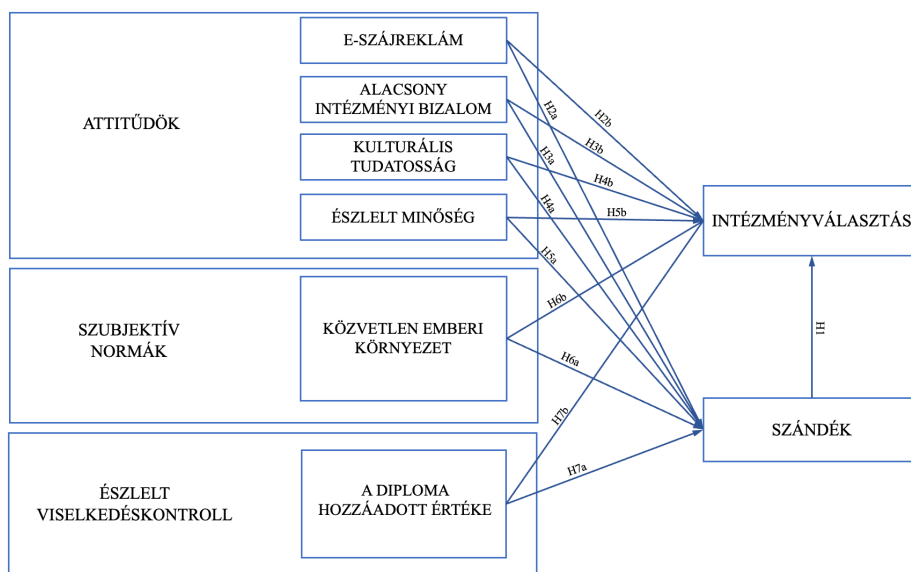 ATTITŰDÖK
E-SZÁJREKLÁM
ALACSONY
INTÉZMÉNYI BIZALOM
KULTURÁLIS
TUDATOSSÁG
ÉSZLELT MINŐSÉG
SZUBJEKTÍV
NORMÁK
KÖZVETLEN EMBERI
KÖRNYEZET
ÉSZLELT
VISELKEDÉSKONTROLL
A DIPLOMA
HOZZÁADOTT ÉRTÉKE
H2a
H2b
H3a
H3b
H4a
H4b
H5a
H5b
H6a
H6b
H7a
H7b
INTÉZMÉNYVÁLASZTÁS
H1
SZÁNDÉK